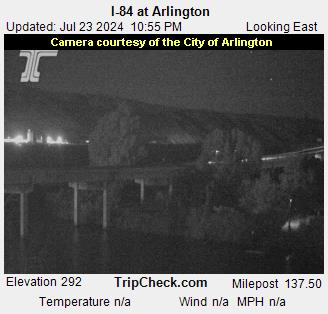 I-84 at Arlington
Updated: Jul 23 2024 10:55 PM Looking East
Camera courtesy of the City of Arlington
Elevation 292 TripCheck.com Milepost 137.50
Temperature n/a Wind n/a MPH n/a